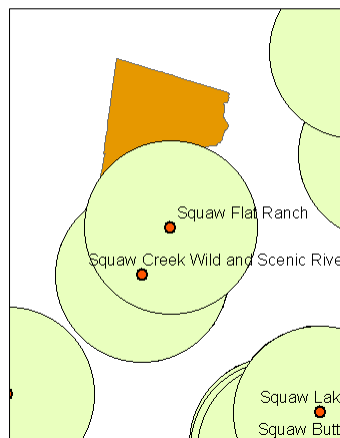 Squaw Flat Ranch
Squaw Creek Wild and Scenic Rive
Squaw Lak
Squaw Butt